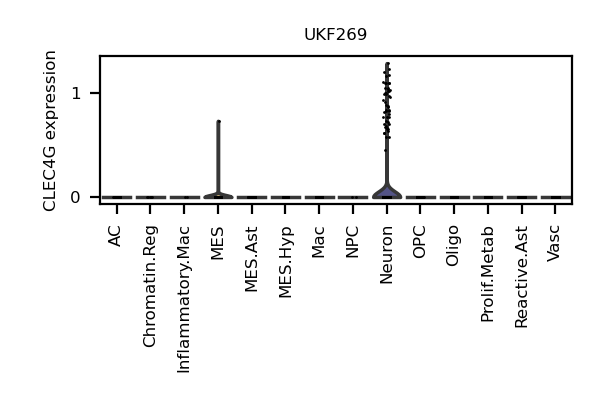 UKF269
CLEC4G expression
1
0
AC
Chromatin.Reg
Inflammatory.Mac
MES
MES.Ast
MES.Hyp
Mac
NPC
Neuron
OPC
Oligo
Prolif.Metab
Reactive.Ast
Vasc